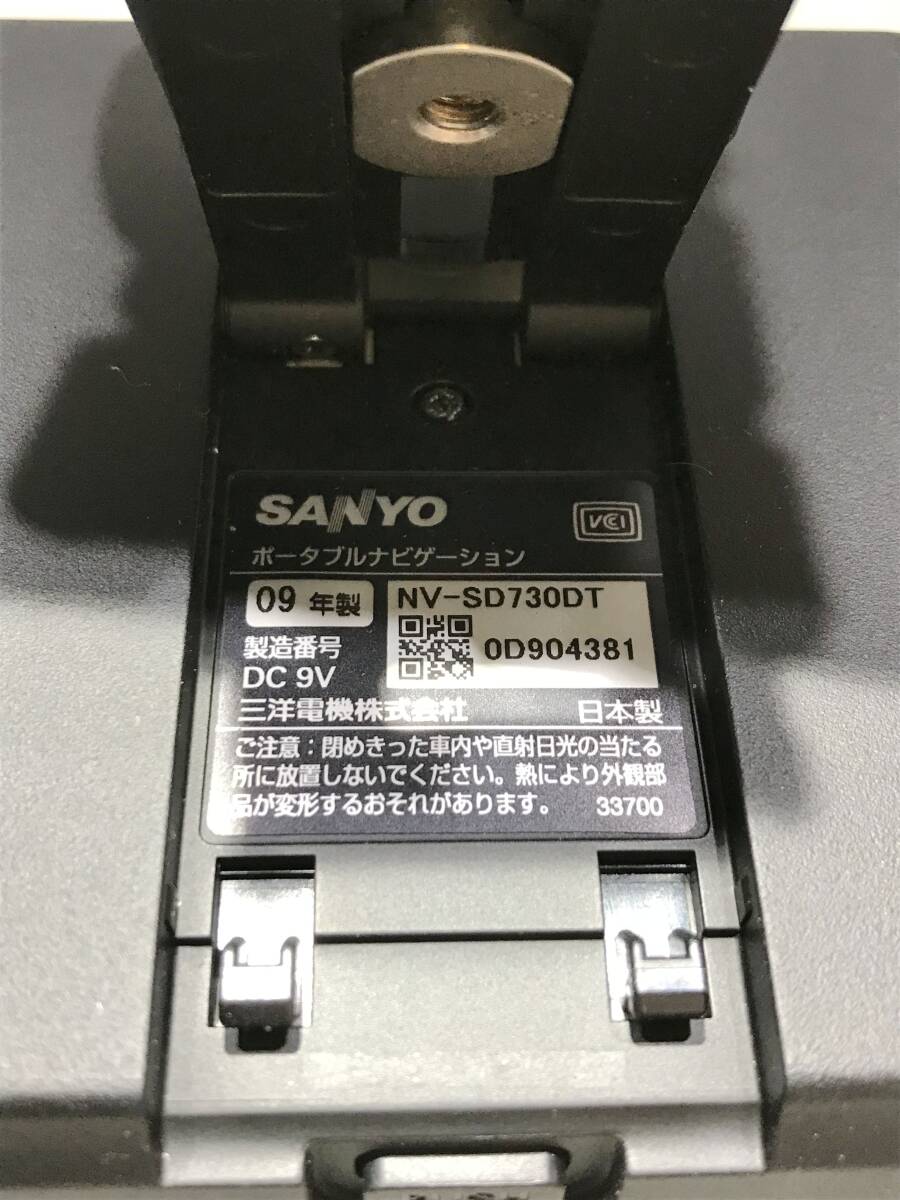 SANYO
VCCI
ポータブルナビゲーション
09 年製
NV-SD730DT
製造番号
0D904381
DC 9V
三洋電機株式会社
日本製
ご注意：閉めきった車内や直射日光の当たる
所に放置しないでください。熱により外観部
品が変形するおそれがあります。 33700